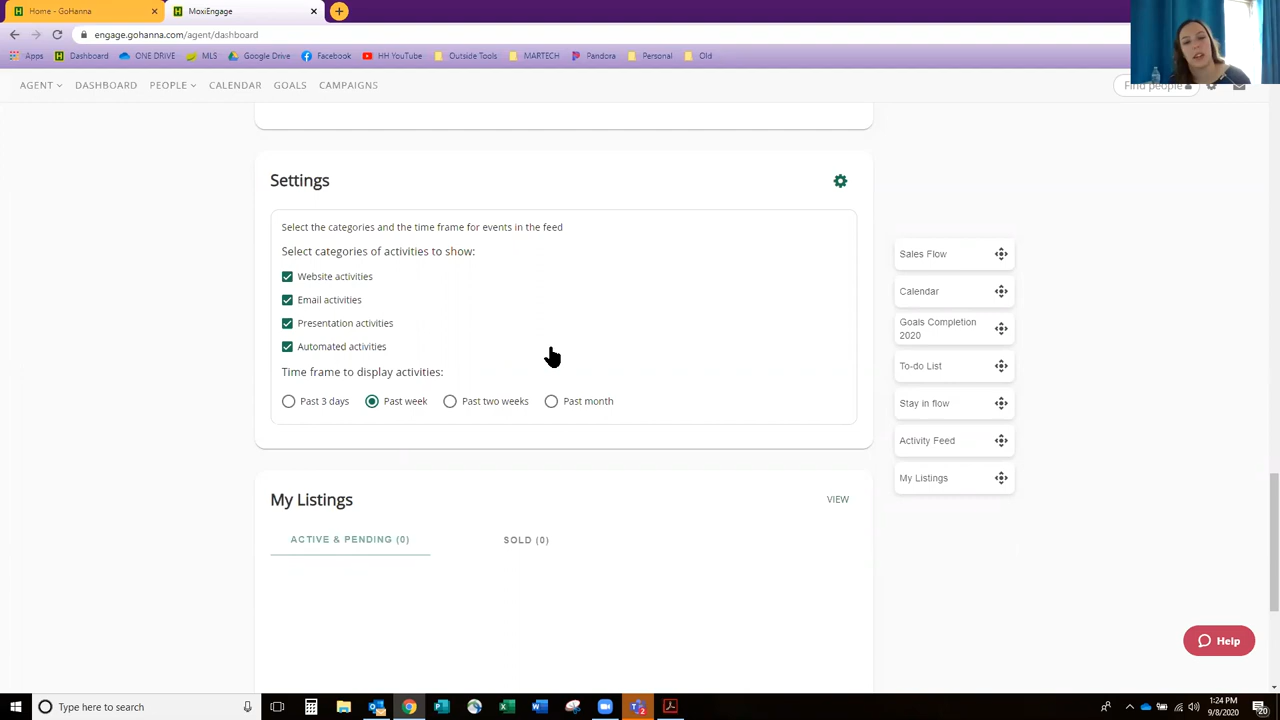 Home - GoHanna
MoxiEngage
engage.gohanna.com/agent/dashboard
Apps Dashboard ONE DRIVE MLS Google Drive Facebook HH YouTube Outside Tools MARTECH Pandora Personal Old
AGENT DASHBOARD PEOPLE CALENDAR GOALS CAMPAIGNS Find people
Settings
Select the categories and the time frame for events in the feed
Select categories of activities to show:
Website activities
Email activities
Presentation activities
Automated activities
Time frame to display activities:
Past 3 days Past week Past two weeks Past month
Sales Flow
Calendar
Goals Completion
2020
To-do List
Stay in flow
Activity Feed
My Listings
My Listings VIEW
ACTIVE & PENDING (0) SOLD (0)
Help
Type here to search
1:24 PM
9/8/2020
20